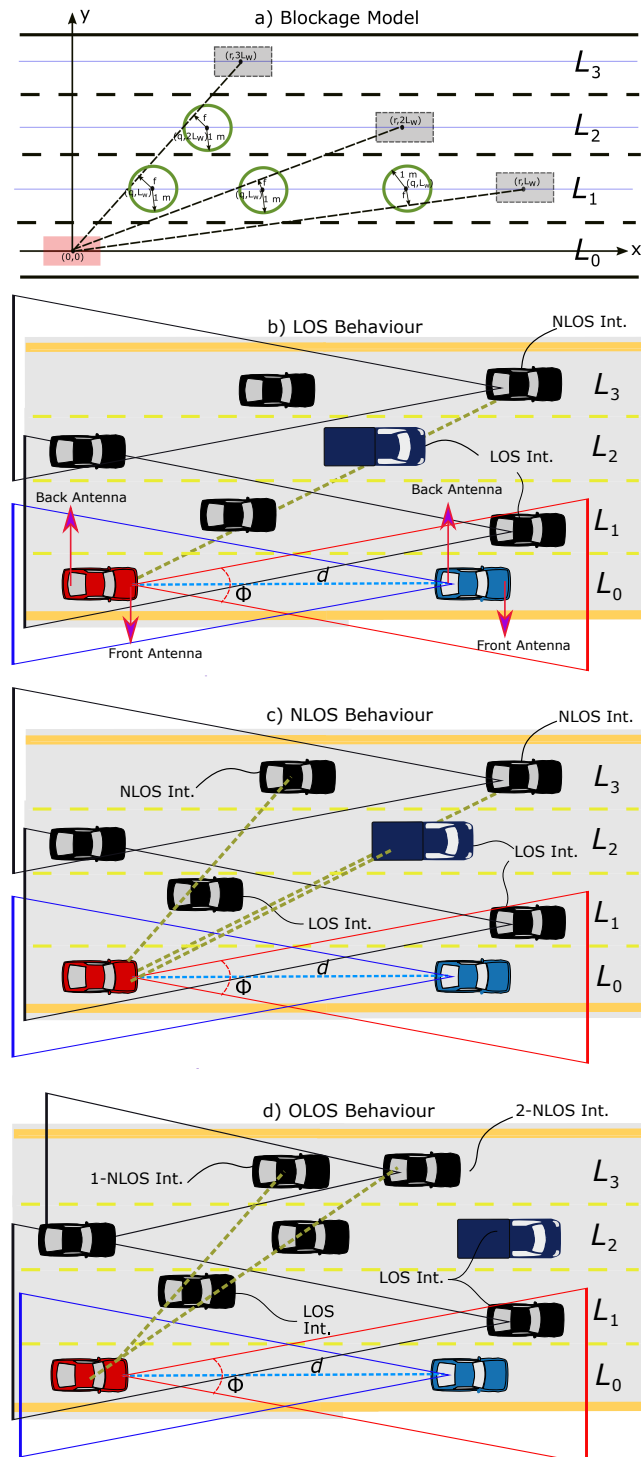 a) Blockage Model
y
(r,3Lw)
L3
f
(q,2Lw) 1 m
(r,2Lw)
L2
f
(q,Lw) 1 m
f
(q,Lw) 1 m
1 m
(q,Lw)
f
(r,Lw)
L1
(0,0)
L0
x
b) LOS Behaviour
NLOS Int.
L3
LOS Int.
L2
Back Antenna
Back Antenna
L1
Φ
d
L0
Front Antenna
Front Antenna
c) NLOS Behaviour
NLOS Int.
NLOS Int.
L3
L2
LOS Int.
LOS Int.
L1
Φ
d
L0
d) OLOS Behaviour
2-NLOS Int.
1-NLOS Int.
L3
L2
LOS Int.
LOS
Int.
L1
Φ
d
L0